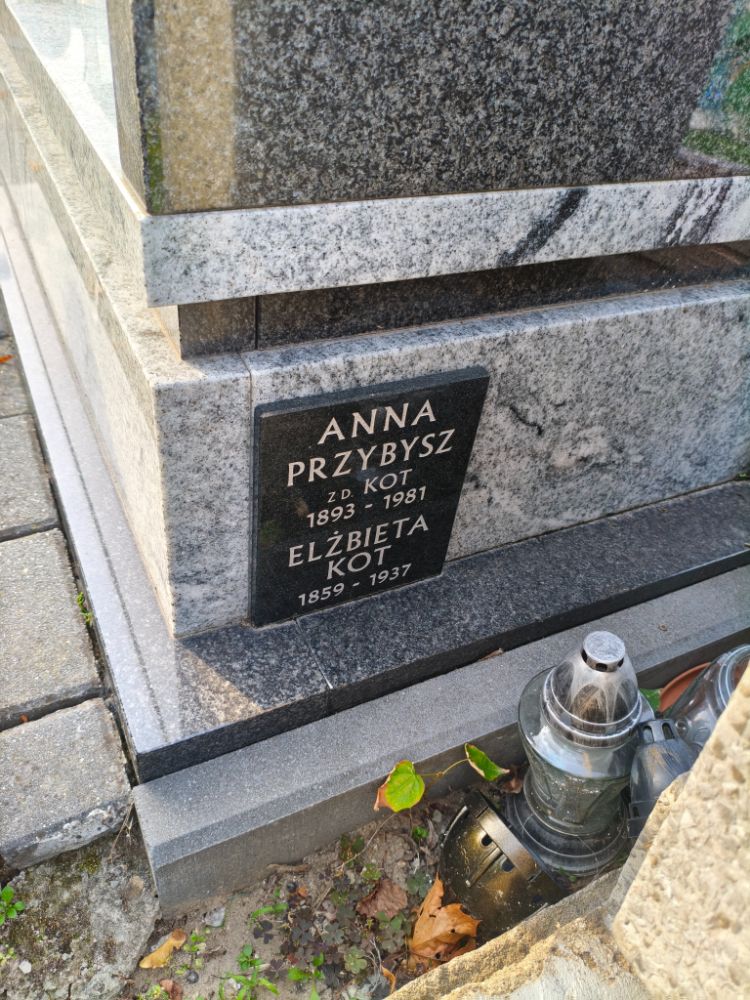 ANNA
PRZYBYSZ
ZD. KOT
1893 - 1981
ELŻBIETA
KOT
1859 - 1937